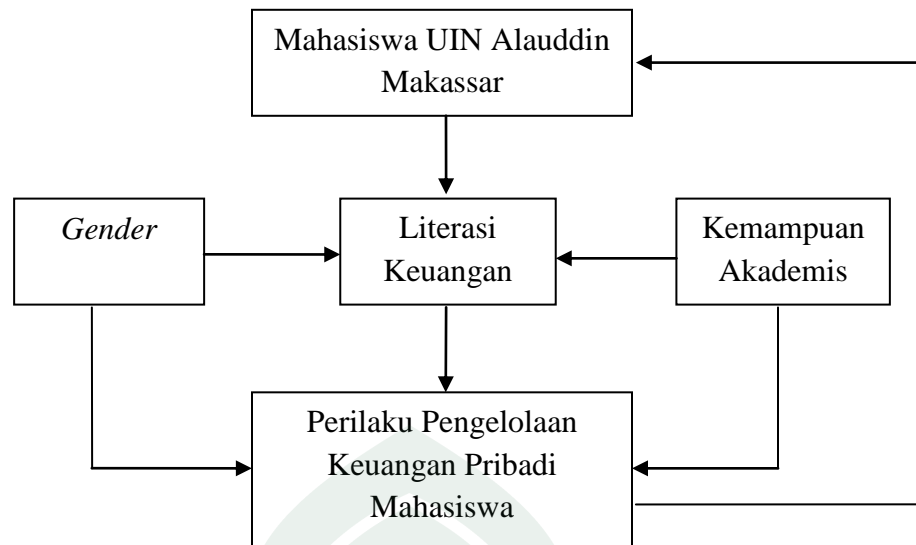 Mahasiswa UIN Alauddin
Makassar
Gender
Literasi
Keuangan
Kemampuan
Akademis
Perilaku Pengelolaan
Keuangan Pribadi
Mahasiswa